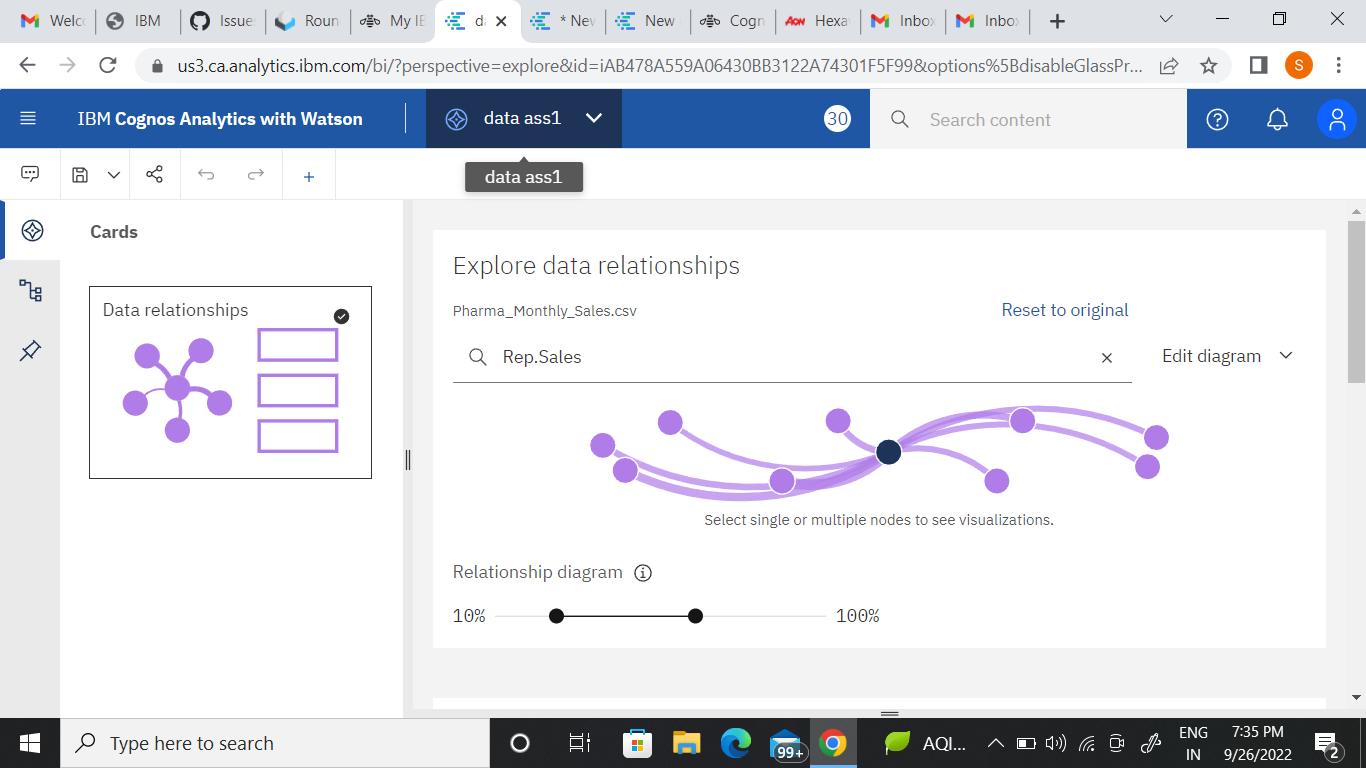 Welc
IBM
Issue
Roun
My IE
da
* New
New
Cogn
AON
Hexa
Inbox
Inbox
us3.ca.analytics.ibm.com/bi/?perspective=explore&id=iAB478A559A06430BB3122A74301F5F99&options%5BdisableGlassPr...
S
IBM Cognos Analytics with Watson
data ass1
30
Search content
data ass1
Cards
Data relationships
Explore data relationships
Pharma_Monthly_Sales.csv
Reset to original
Rep.Sales
Edit diagram
Select single or multiple nodes to see visualizations.
Relationship diagram
10%
100%
Type here to search
99+
AQI...
ENG
IN
7:35 PM
9/26/2022
2